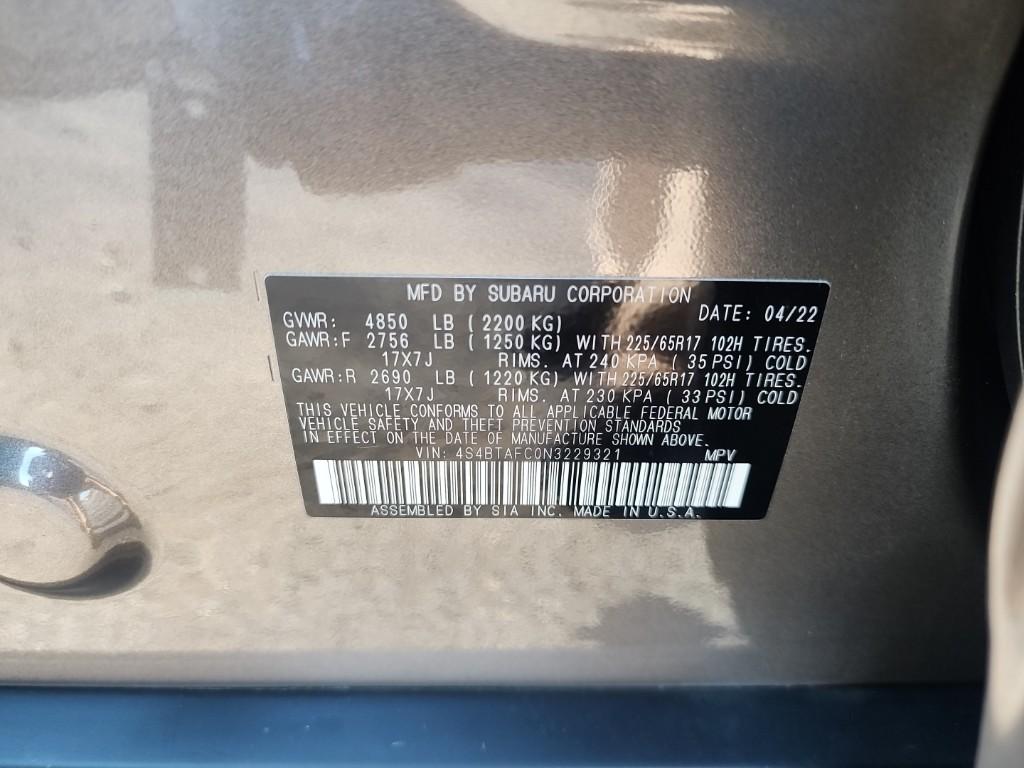 MFD BY SUBARU CORPORATION
DATE: 04/22
GVWR: 4850 LB ( 2200 KG)
GAWR:F 2756 LB ( 1250 KG) WITH 225/65R17 102H TIRES.
17X7J RIMS. AT 240 KPA ( 35 PSI) COLD
GAWR:R 2690 LB ( 1220 KG) WITH 225/65R17 102H TIRES.
17X7J RIMS. AT 230 KPA ( 33 PSI) COLD
THIS VEHICLE CONFORMS TO ALL APPLICABLE FEDERAL MOTOR
VEHICLE SAFETY AND THEFT PREVENTION STANDARDS
IN EFFECT ON THE DATE OF MANUFACTURE SHOWN ABOVE.
VIN: 4S4BTAFC0N3229321 MPV
ASSEMBLED BY SIA INC. MADE IN U.S.A.